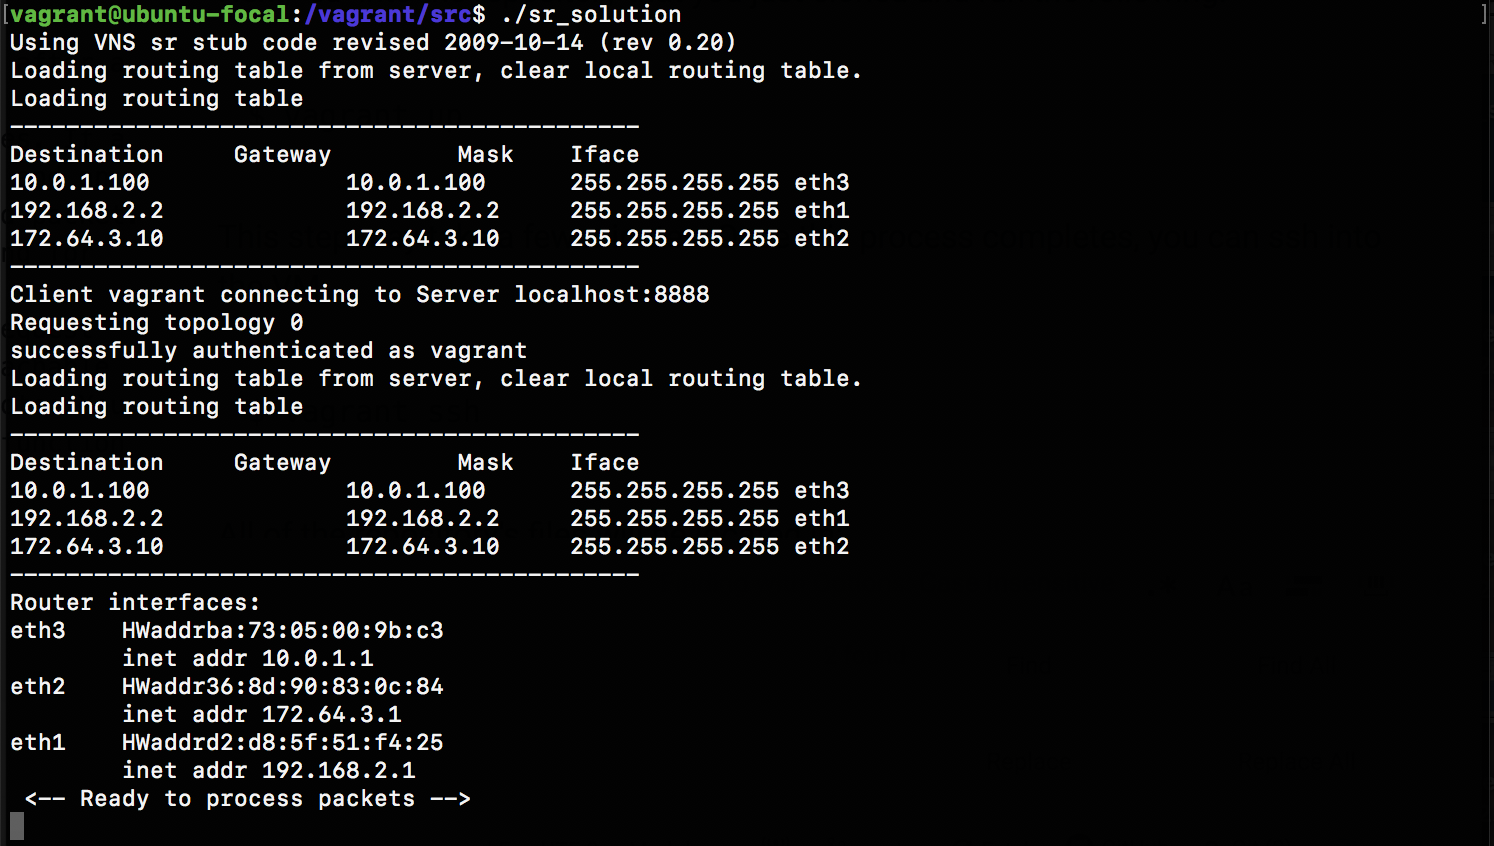 [vagrant@ubuntu-focal:/vagrant/src$ ./sr_solution ]
Using VNS sr stub code revised 2009-10-14 (rev 0.20)
Loading routing table from server, clear local routing table.
Loading routing table
---------------------------------------------
Destination     Gateway         Mask    Iface
10.0.1.100              10.0.1.100      255.255.255.255 eth3
192.168.2.2             192.168.2.2     255.255.255.255 eth1
172.64.3.10             172.64.3.10     255.255.255.255 eth2
---------------------------------------------
Client vagrant connecting to Server localhost:8888
Requesting topology 0
successfully authenticated as vagrant
Loading routing table from server, clear local routing table.
Loading routing table
---------------------------------------------
Destination     Gateway         Mask    Iface
10.0.1.100              10.0.1.100      255.255.255.255 eth3
192.168.2.2             192.168.2.2     255.255.255.255 eth1
172.64.3.10             172.64.3.10     255.255.255.255 eth2
---------------------------------------------
Router interfaces:
eth3    HWaddrba:73:05:00:9b:c3
        inet addr 10.0.1.1
eth2    HWaddr36:8d:90:83:0c:84
        inet addr 172.64.3.1
eth1    HWaddrd2:d8:5f:51:f4:25
        inet addr 192.168.2.1
 <-- Ready to process packets -->